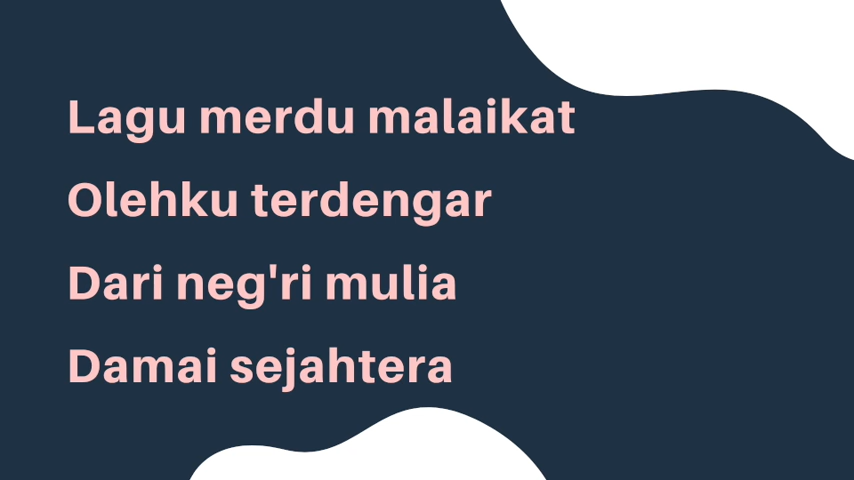 Lagu merdu malaikat
Olehku terdengar
Dari neg'ri mulia
Damai sejahtera